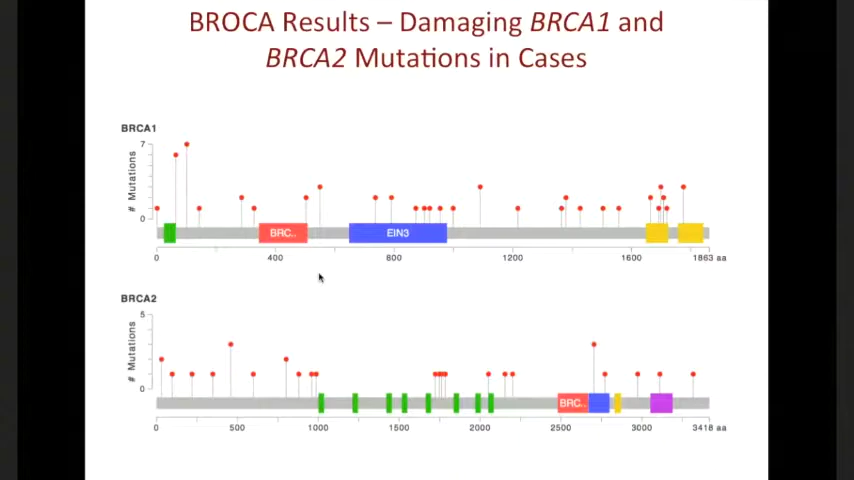 BROCA Results – Damaging BRCA1 and
BRCA2 Mutations in Cases
BRCA1
7
# Mutations
0
BRC..
EIN3
0
400
800
1200
1600
1863 aa
BRCA2
5
# Mutations
0
BRC..
0
500
1000
1500
2000
2500
3000
3418 aa